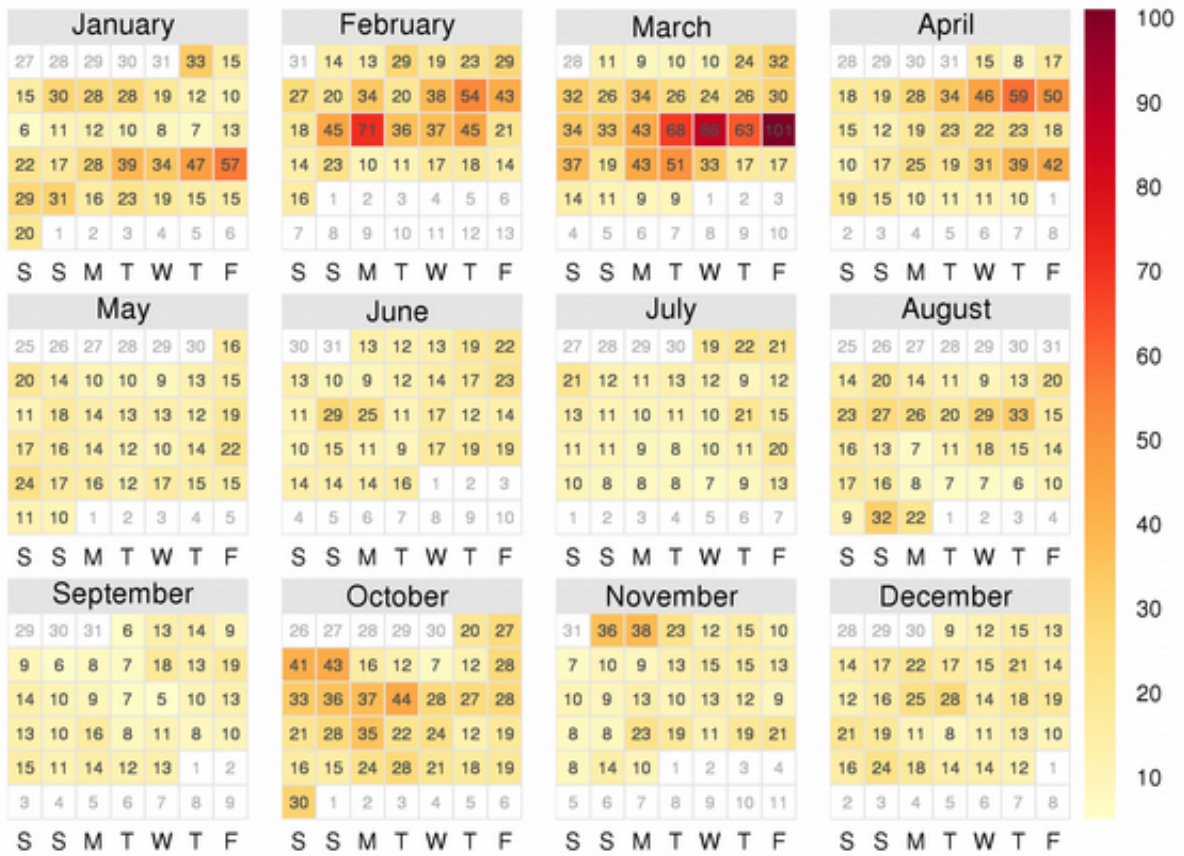 January February March April 100
27 28 29 30 31 33 15 31 14 13 29 19 23 29 28 11 9 10 10 24 32 28 29 30 31 15 8 17
15 30 28 28 19 12 10 27 20 34 20 38 54 43 32 26 34 26 24 26 30 18 19 28 34 46 59 50 90
6 11 12 10 8 7 13 18 45 71 36 37 45 21 34 33 43 68 86 63 101 15 12 19 23 22 23 18
22 17 28 39 34 47 57 14 23 10 11 17 18 14 37 19 43 51 33 17 17 10 17 25 19 31 39 42
29 31 16 23 19 15 15 16 1 2 3 4 5 6 14 11 9 9 1 2 3 19 15 10 11 11 10 1 80
20 1 2 3 4 5 6 7 8 9 10 11 12 13 4 5 6 7 8 9 10 2 3 4 5 6 7 8
S S M T W T F S S M T W T F S S M T W T F S S M T W T F 70
May June July August
25 26 27 28 29 30 16 30 31 13 12 13 19 22 27 28 29 30 19 22 21 25 26 27 28 29 30 31 60
20 14 10 10 9 13 15 13 10 9 12 14 17 23 21 12 11 13 12 9 12 14 20 14 11 9 13 20
11 18 14 13 13 12 19 11 29 25 11 17 12 14 13 11 10 11 10 21 15 23 27 26 20 29 33 15
17 16 14 12 10 14 22 10 15 11 9 17 19 19 11 11 9 8 10 11 20 16 13 7 11 18 15 14 50
24 17 16 12 17 15 15 14 14 14 16 1 2 3 10 8 8 8 7 9 13 17 16 8 7 7 6 10
11 10 1 2 3 4 5 4 5 6 7 8 9 10 1 2 3 4 5 6 7 9 32 22 1 2 3 4 40
S S M T W T F S S M T W T F S S M T W T F S S M T W T F
September October November December 30
29 30 31 6 13 14 9 26 27 28 29 30 20 27 31 36 38 23 12 15 10 28 29 30 9 12 15 13
9 6 8 7 18 13 19 41 43 16 12 7 12 28 7 10 9 13 15 15 13 14 17 22 17 15 21 14
14 10 9 7 5 10 13 33 36 37 44 28 27 28 10 9 13 10 13 12 9 12 16 25 28 14 18 19 20
13 10 16 8 11 8 10 21 28 35 22 24 12 19 8 8 23 19 11 19 21 21 19 11 8 11 13 10
15 11 14 12 13 1 2 16 15 24 28 21 18 19 8 14 10 1 2 3 4 16 24 18 14 14 12 1 10
3 4 5 6 7 8 9 30 1 2 3 4 5 6 5 6 7 8 9 10 11 2 3 4 5 6 7 8
S S M T W T F S S M T W T F S S M T W T F S S M T W T F